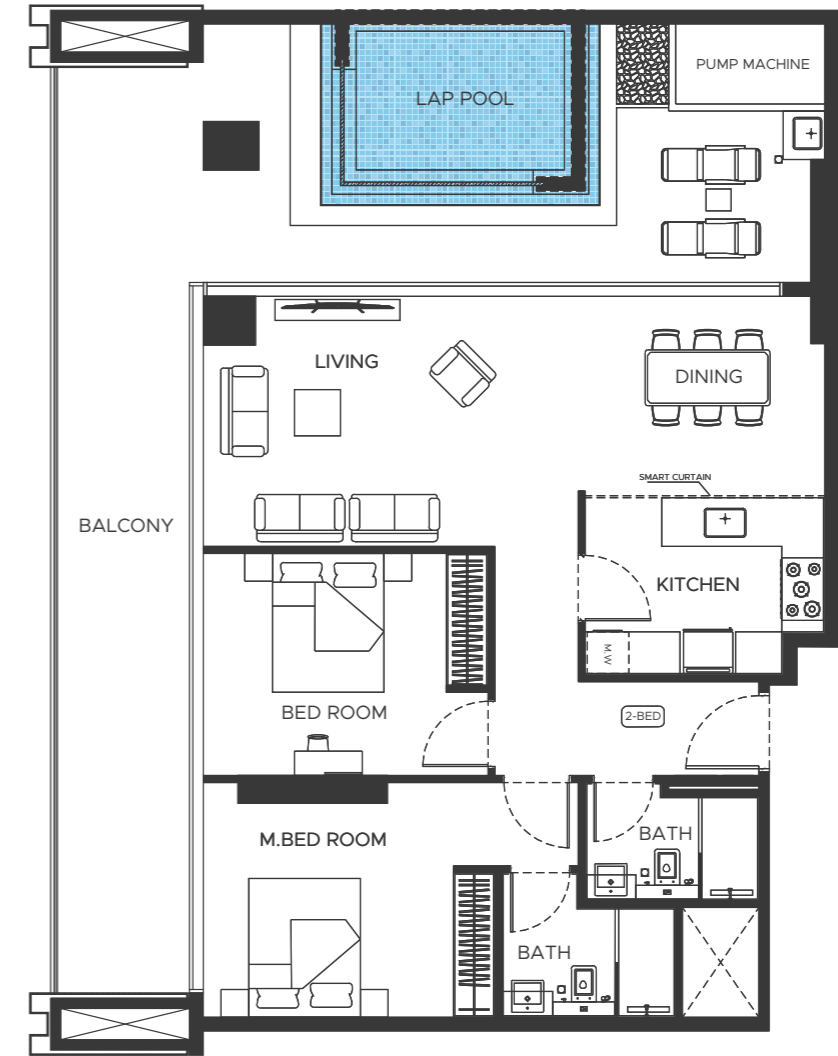 PUMP MACHINE
LAP POOL
LIVING
DINING
SMART CURTAIN
BALCONY
KITCHEN
M.W
BED ROOM
2-BED
BATH
M.BED ROOM
BATH